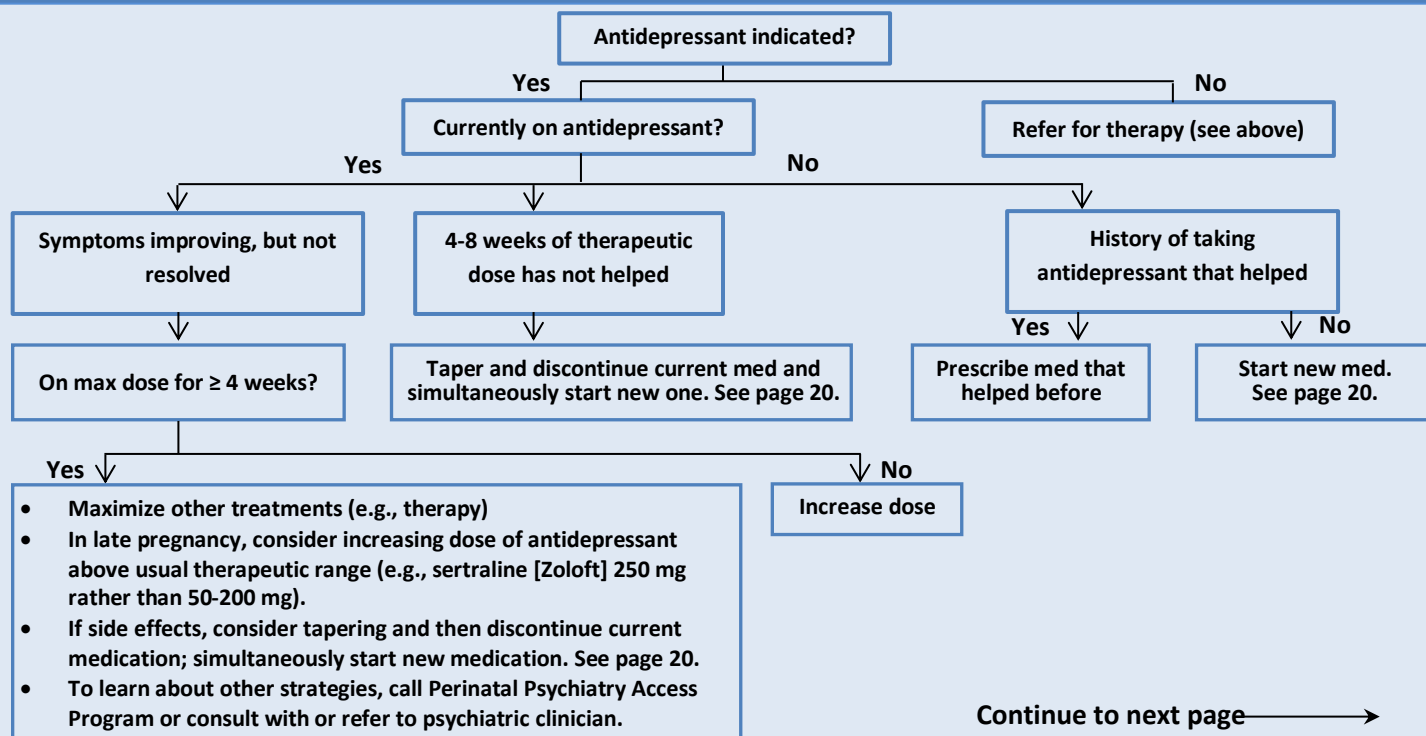 Antidepressant indicated?
Yes
No
Currently on antidepressant?
Refer for therapy (see above)
Yes
No
Symptoms improving, but not
resolved
4-8 weeks of therapeutic
dose has not helped
History of taking
antidepressant that helped
Yes
No
On max dose for ≥ 4 weeks?
Taper and discontinue current med and
simultaneously start new one. See page 20.
Prescribe med that
helped before
Start new med.
See page 20.
Yes
No
• Maximize other treatments (e.g., therapy)
• In late pregnancy, consider increasing dose of antidepressant
above usual therapeutic range (e.g., sertraline [Zoloft] 250 mg
rather than 50-200 mg).
• If side effects, consider tapering and then discontinue current
medication; simultaneously start new medication. See page 20.
• To learn about other strategies, call Perinatal Psychiatry Access
Program or consult with or refer to psychiatric clinician.
Increase dose
Continue to next page